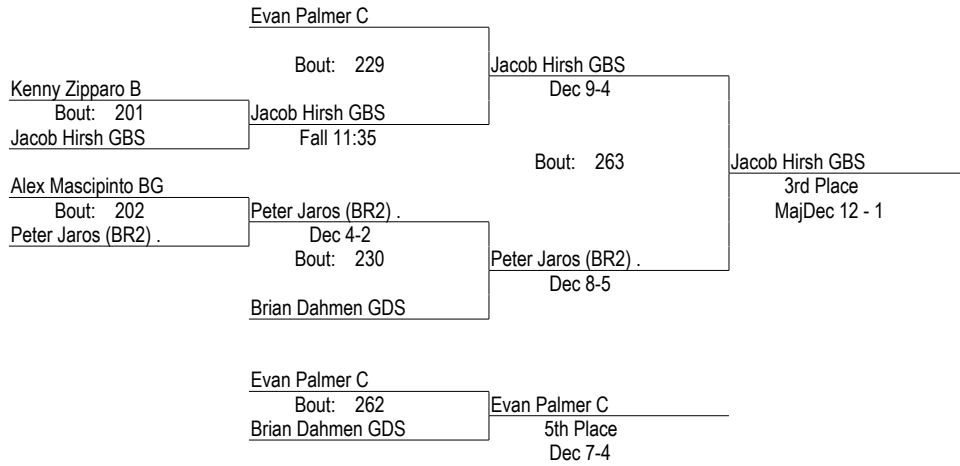 Evan Palmer C
Bout: 229
Jacob Hirsh GBS
Dec 9-4
Kenny Zipparo B
Bout: 201
Jacob Hirsh GBS
Jacob Hirsh GBS
Fall 11:35
Bout: 263
Jacob Hirsh GBS
3rd Place
MajDec 12 - 1
Alex Mascipinto BG
Bout: 202
Peter Jaros (BR2) .
Peter Jaros (BR2) .
Dec 4-2
Bout: 230
Peter Jaros (BR2) .
Dec 8-5
Brian Dahmen GDS
Evan Palmer C
Bout: 262
Brian Dahmen GDS
Evan Palmer C
5th Place
Dec 7-4